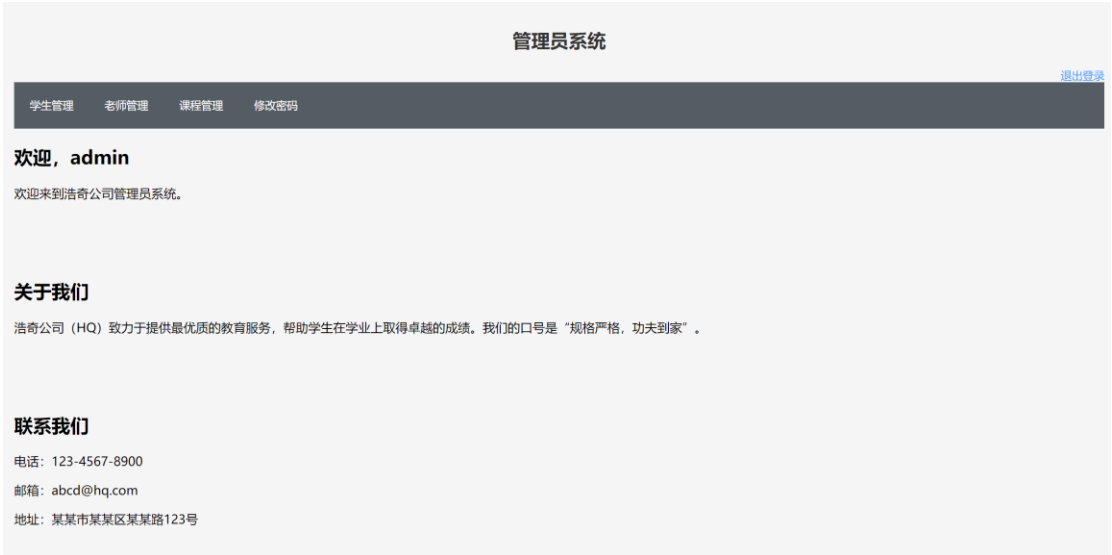 管理员系统
退出登录
学生管理 老师管理 课程管理 修改密码
欢迎，admin
欢迎来到浩奇公司管理员系统。
关于我们
浩奇公司（HQ）致力于提供最优质的教育服务，帮助学生在学业上取得卓越的成绩。我们的口号是“规格严格，功夫到家”。
联系我们
电话：123-4567-8900
邮箱：abcd@hq.com
地址：某某市某某区某某路123号